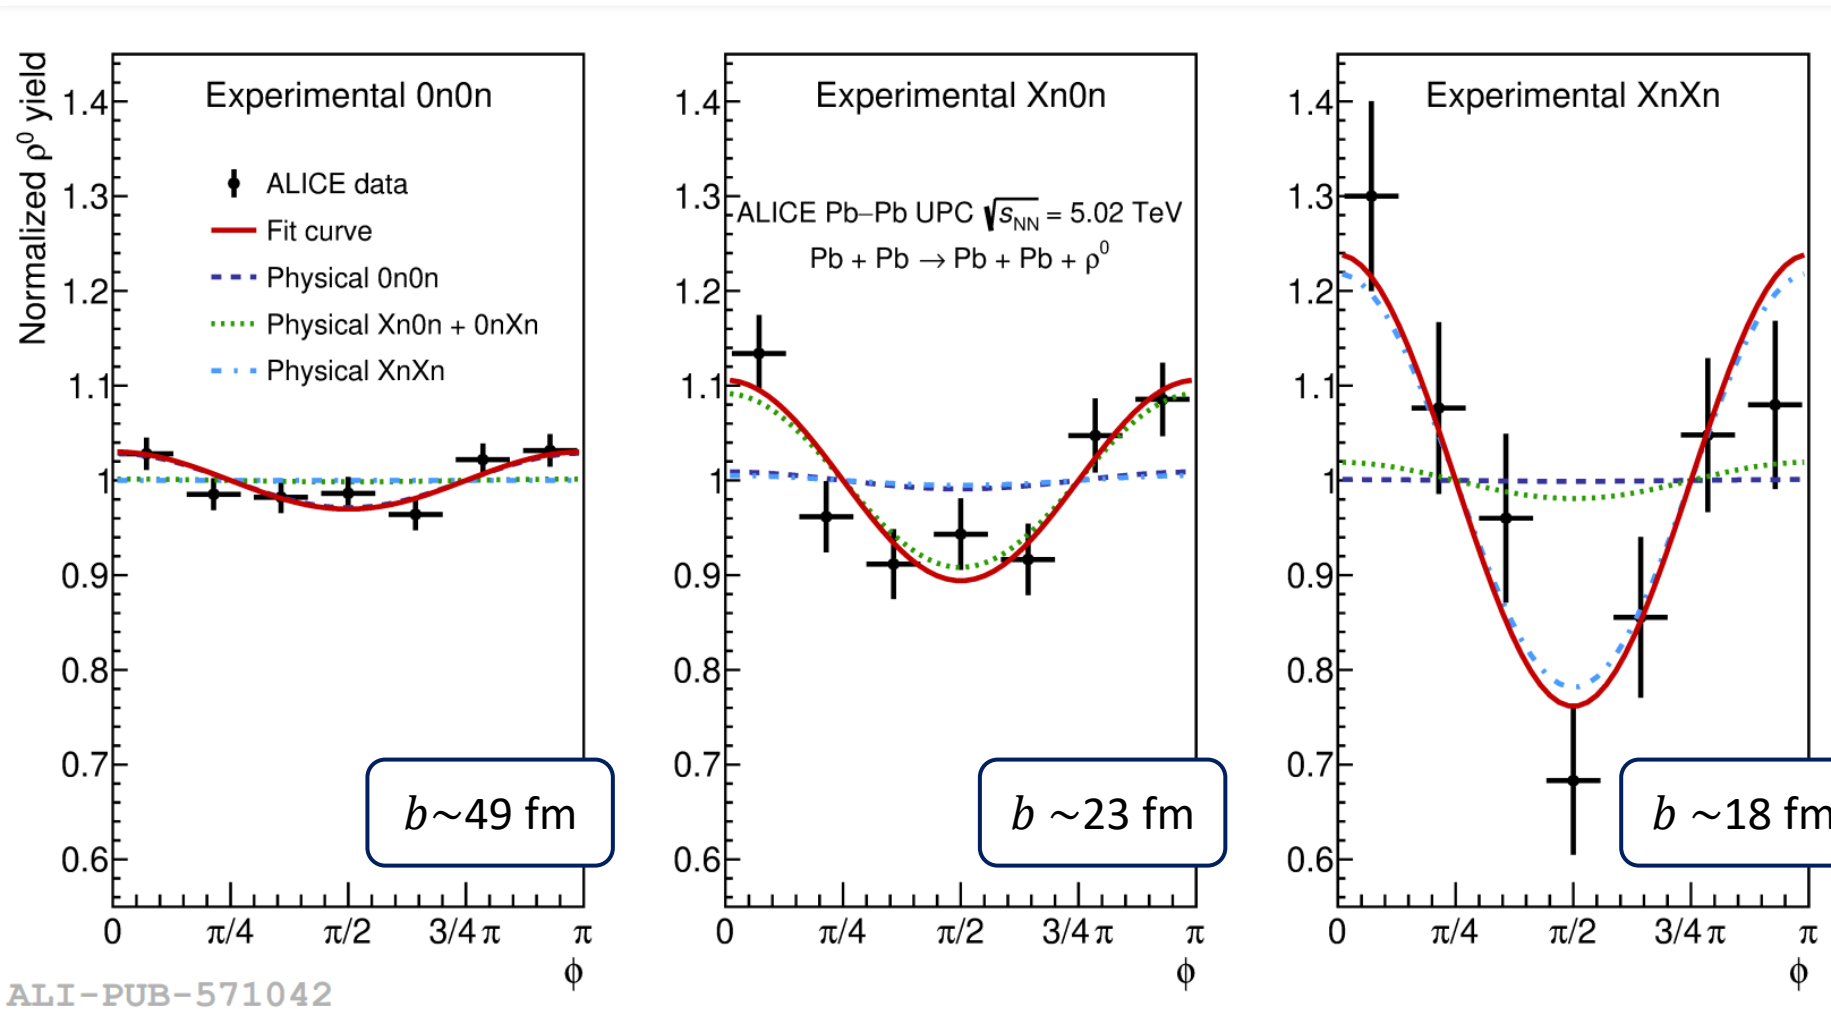 Normalized ρ⁰ yield
Experimental 0n0n
ALICE data
Fit curve
Physical 0n0n
Physical Xn0n + 0nXn
Physical XnXn
1.4
1.3
1.2
1.1
1
0.9
0.8
0.7
0.6
b~49 fm
0 π/4 π/2 3/4 π π
ϕ
Experimental Xn0n
ALICE Pb–Pb UPC √sNN = 5.02 TeV
Pb + Pb → Pb + Pb + ρ⁰
1.4
1.3
1.2
1.1
1
0.9
0.8
0.7
0.6
b ~23 fm
0 π/4 π/2 3/4 π π
ϕ
Experimental XnXn
1.4
1.3
1.2
1.1
1
0.9
0.8
0.7
0.6
b ~18 fm
0 π/4 π/2 3/4 π π
ϕ
ALI-PUB-571042